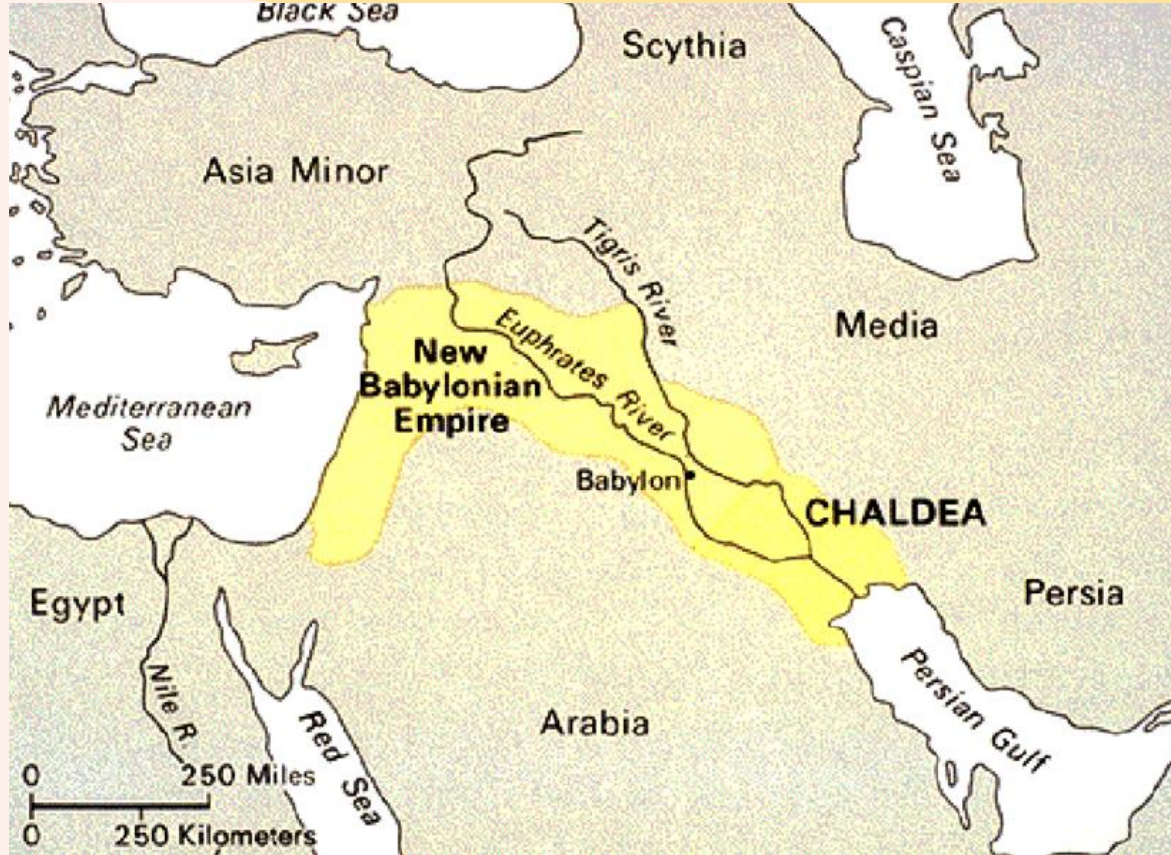 Black Sea
Scythia
Caspian Sea
Asia Minor
Tigris River
Media
Euphrates River
New
Babylonian
Empire
Mediterranean
Sea
Babylon
CHALDEA
Egypt
Persia
Nile R.
Red Sea
Arabia
Persian Gulf
0 250 Miles
0 250 Kilometers